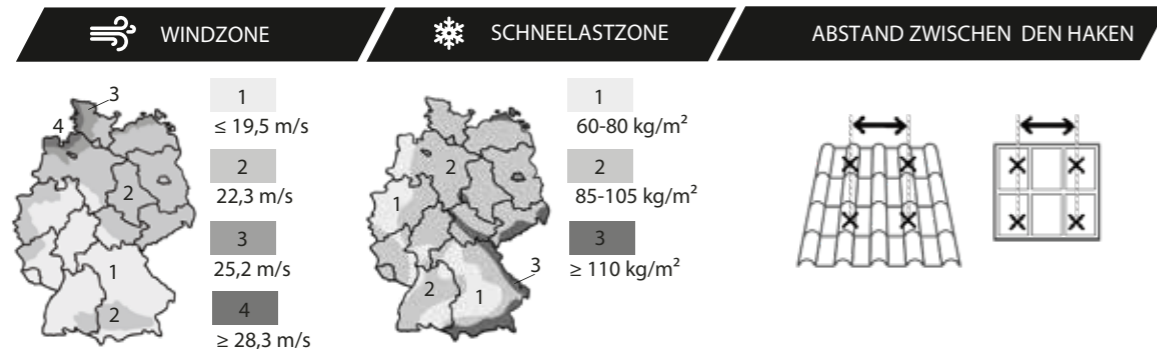 WINDZONE
SCHNEELASTZONE
ABSTAND ZWISCHEN DEN HAKEN
3
4
2
1
2
1
≤ 19,5 m/s
2
22,3 m/s
3
25,2 m/s
4
≥ 28,3 m/s
2
1
3
2
1
1
60-80 kg/m²
2
85-105 kg/m²
3
≥ 110 kg/m²